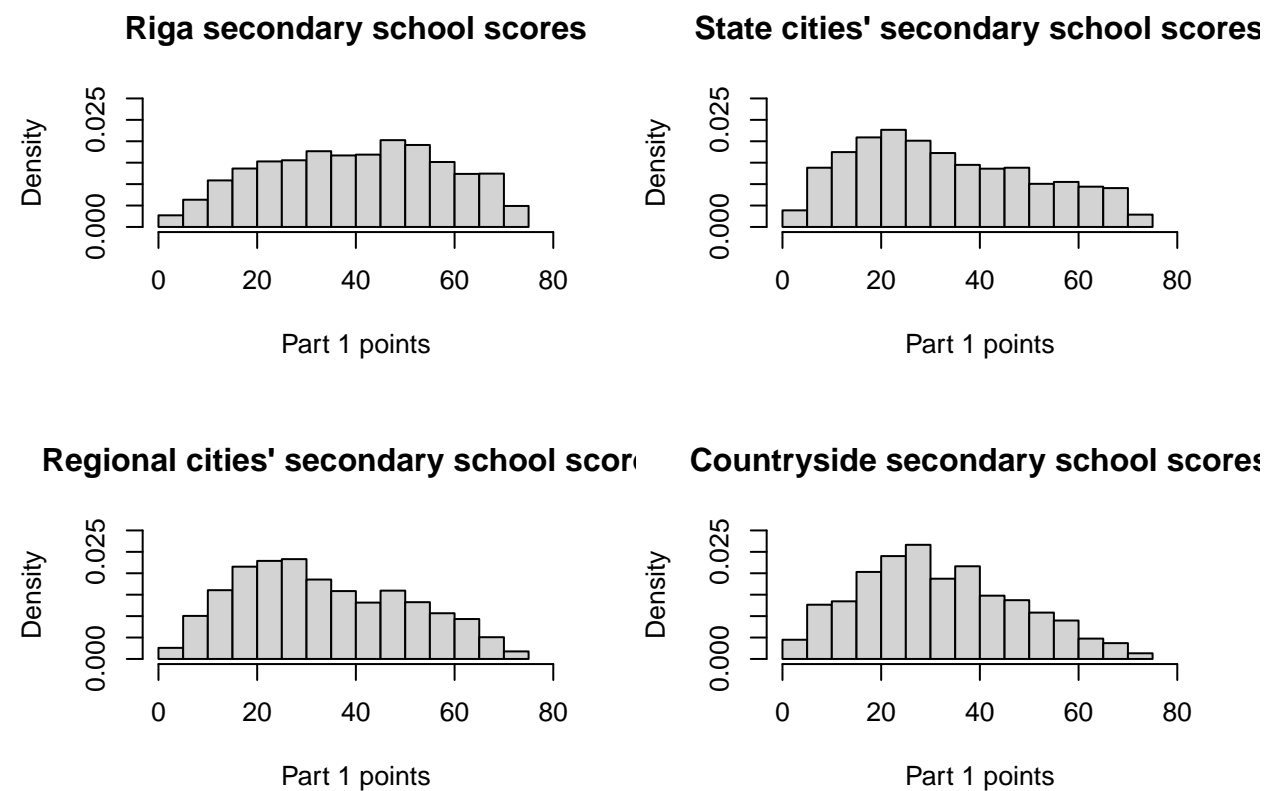 Riga secondary school scores
Density
0.025
0.000
0 20 40 60 80
Part 1 points
State cities' secondary school scores
Density
0.025
0.000
0 20 40 60 80
Part 1 points
Regional cities' secondary school scor
Density
0.025
0.000
0 20 40 60 80
Part 1 points
Countryside secondary school scores
Density
0.025
0.000
0 20 40 60 80
Part 1 points